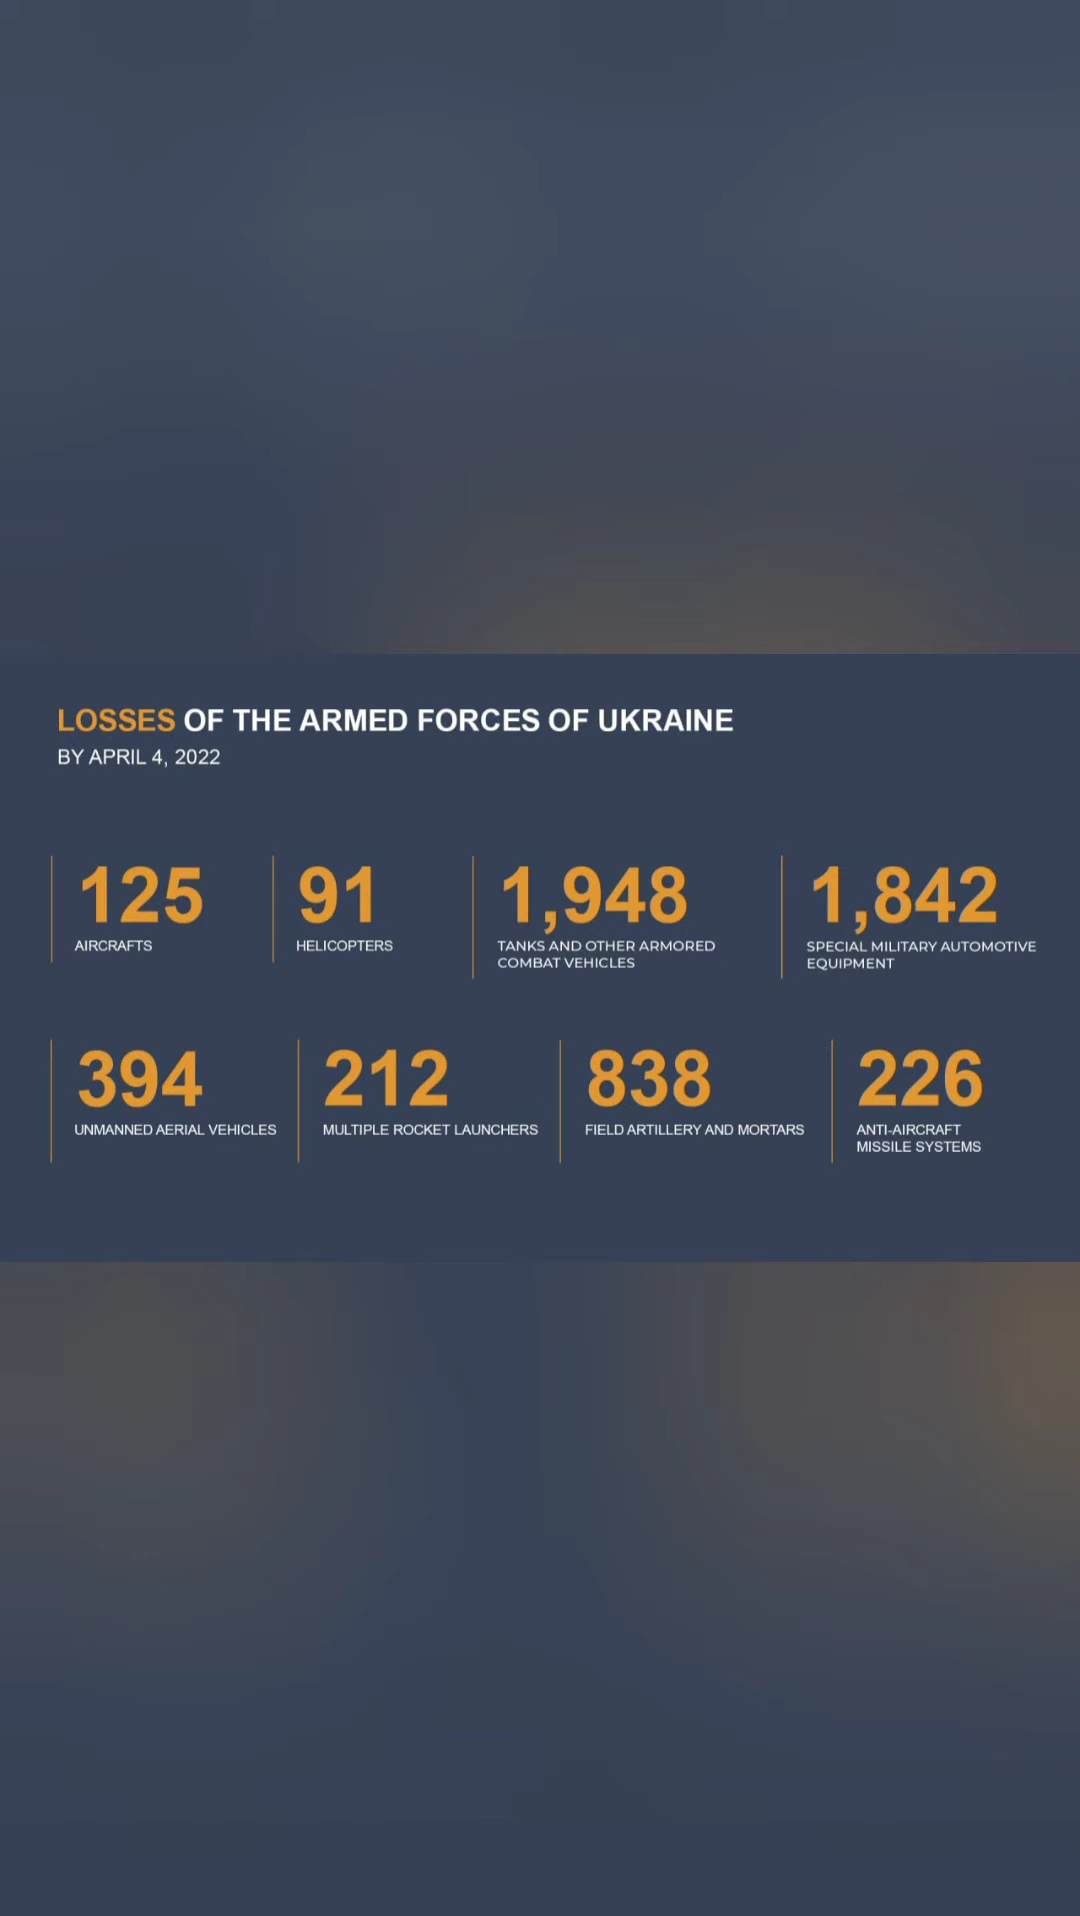 LOSSES OF THE ARMED FORCES OF UKRAINE
BY APRIL 4, 2022
125
AIRCRAFTS
91
HELICOPTERS
1,948
TANKS AND OTHER ARMORED
COMBAT VEHICLES
1,842
SPECIAL MILITARY AUTOMOTIVE
EQUIPMENT
394
UNMANNED AERIAL VEHICLES
212
MULTIPLE ROCKET LAUNCHERS
838
FIELD ARTILLERY AND MORTARS
226
ANTI-AIRCRAFT
MISSILE SYSTEMS